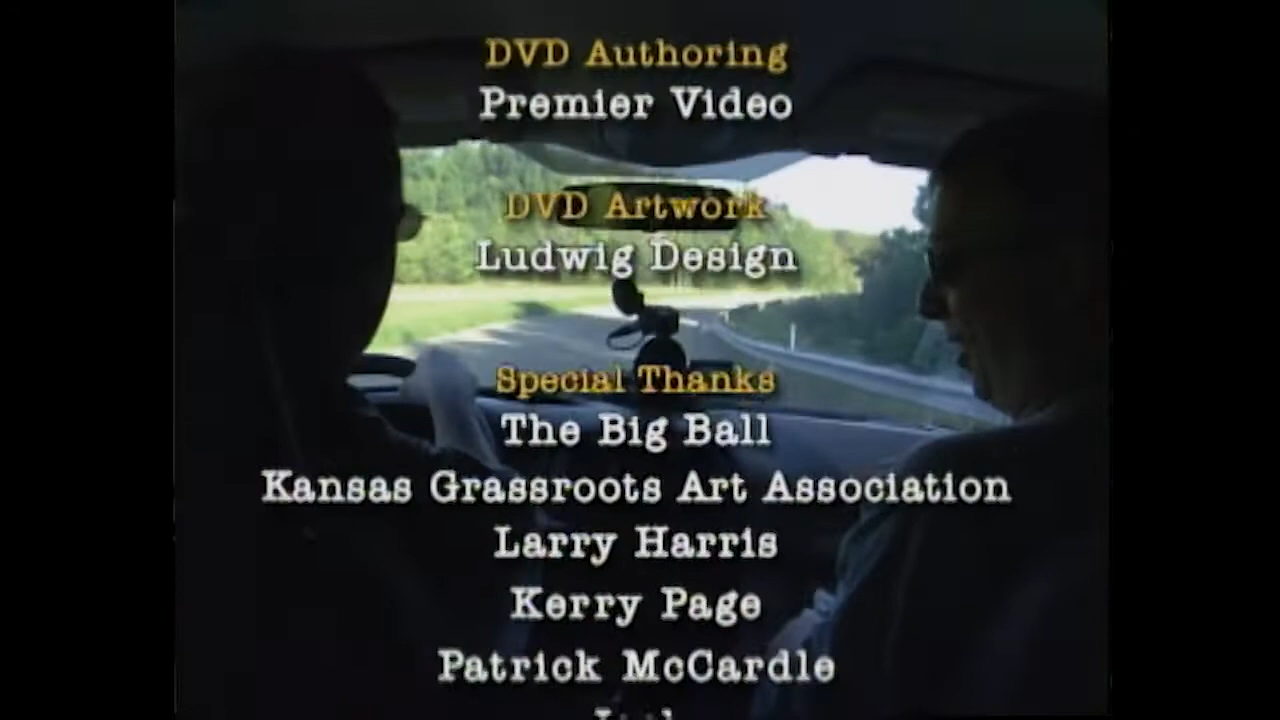 DVD Authoring
Premier Video
DVD Artwork
Ludwig Design
Special Thanks
The Big Ball
Kansas Grassroots Art Association
Larry Harris
Kerry Page
Patrick McCardle